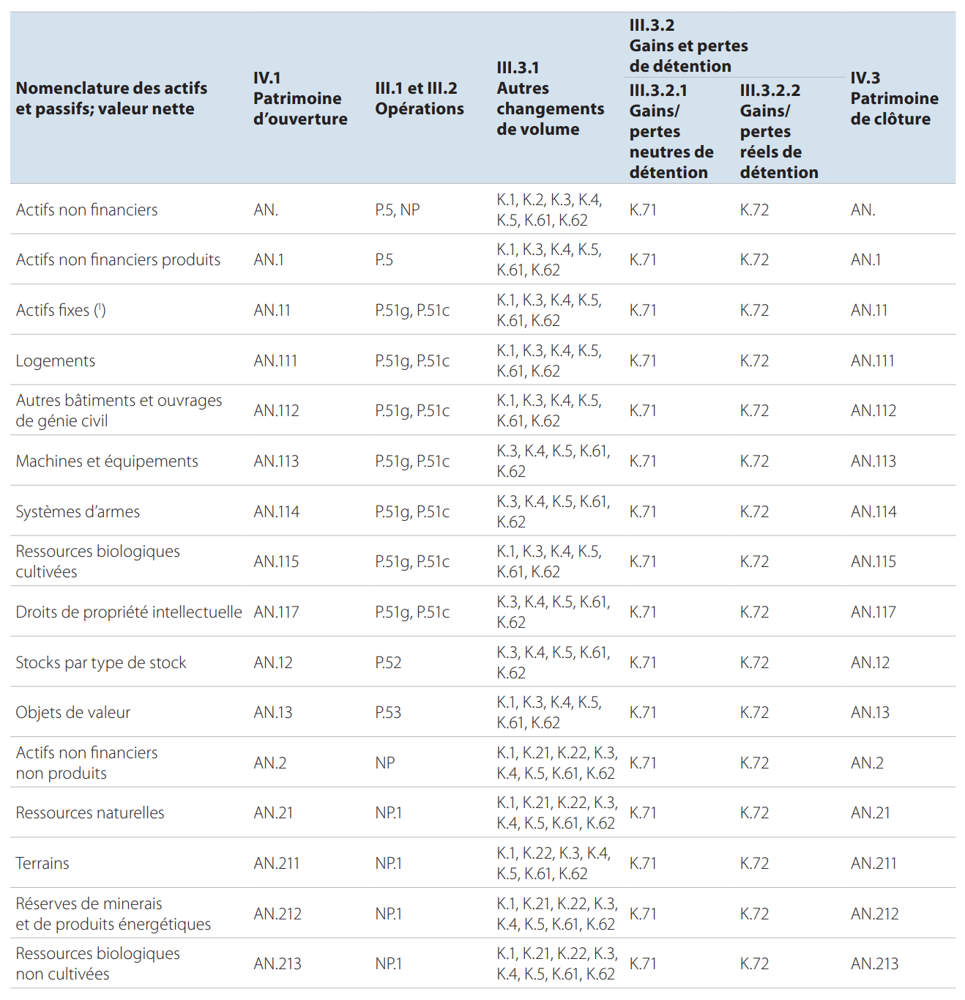 Nomenclature des actifs
et passifs; valeur nette
IV.1
Patrimoine
d’ouverture
III.1 et III.2
Opérations
III.3.1
Autres
changements
de volume
III.3.2
Gains et pertes
de détention
III.3.2.1
Gains/
pertes
neutres de
détention
III.3.2.2
Gains/
pertes
réels de
détention
IV.3
Patrimoine
de clôture
Actifs non financiers
AN.
P.5, NP
K.1, K.2, K.3, K.4,
K.5, K.61, K.62
K.71
K.72
AN.
Actifs non financiers produits
AN.1
P.5
K.1, K.3, K.4, K.5,
K.61, K.62
K.71
K.72
AN.1
Actifs fixes (1)
AN.11
P.51g, P.51c
K.1, K.3, K.4, K.5,
K.61, K.62
K.71
K.72
AN.11
Logements
AN.111
P.51g, P.51c
K.1, K.3, K.4, K.5,
K.61, K.62
K.71
K.72
AN.111
Autres bâtiments et ouvrages
de génie civil
AN.112
P.51g, P.51c
K.1, K.3, K.4, K.5,
K.61, K.62
K.71
K.72
AN.112
Machines et équipements
AN.113
P.51g, P.51c
K.3, K.4, K.5, K.61,
K.62
K.71
K.72
AN.113
Systèmes d’armes
AN.114
P.51g, P.51c
K.3, K.4, K.5, K.61,
K.62
K.71
K.72
AN.114
Ressources biologiques
cultivées
AN.115
P.51g, P.51c
K.1, K.3, K.4, K.5,
K.61, K.62
K.71
K.72
AN.115
Droits de propriété intellectuelle
AN.117
P.51g, P.51c
K.3, K.4, K.5, K.61,
K.62
K.71
K.72
AN.117
Stocks par type de stock
AN.12
P.52
K.3, K.4, K.5, K.61,
K.62
K.71
K.72
AN.12
Objets de valeur
AN.13
P.53
K.1, K.3, K.4, K.5,
K.61, K.62
K.71
K.72
AN.13
Actifs non financiers
non produits
AN.2
NP
K.1, K.21, K.22, K.3,
K.4, K.5, K.61, K.62
K.71
K.72
AN.2
Ressources naturelles
AN.21
NP.1
K.1, K.21, K.22, K.3,
K.4, K.5, K.61, K.62
K.71
K.72
AN.21
Terrains
AN.211
NP.1
K.1, K.22, K.3, K.4,
K.5, K.61, K.62
K.71
K.72
AN.211
Réserves de minerais
et de produits énergétiques
AN.212
NP.1
K.1, K.21, K.22, K.3,
K.4, K.5, K.61, K.62
K.71
K.72
AN.212
Ressources biologiques
non cultivées
AN.213
NP.1
K.1, K.21, K.22, K.3,
K.4, K.5, K.61, K.62
K.71
K.72
AN.213